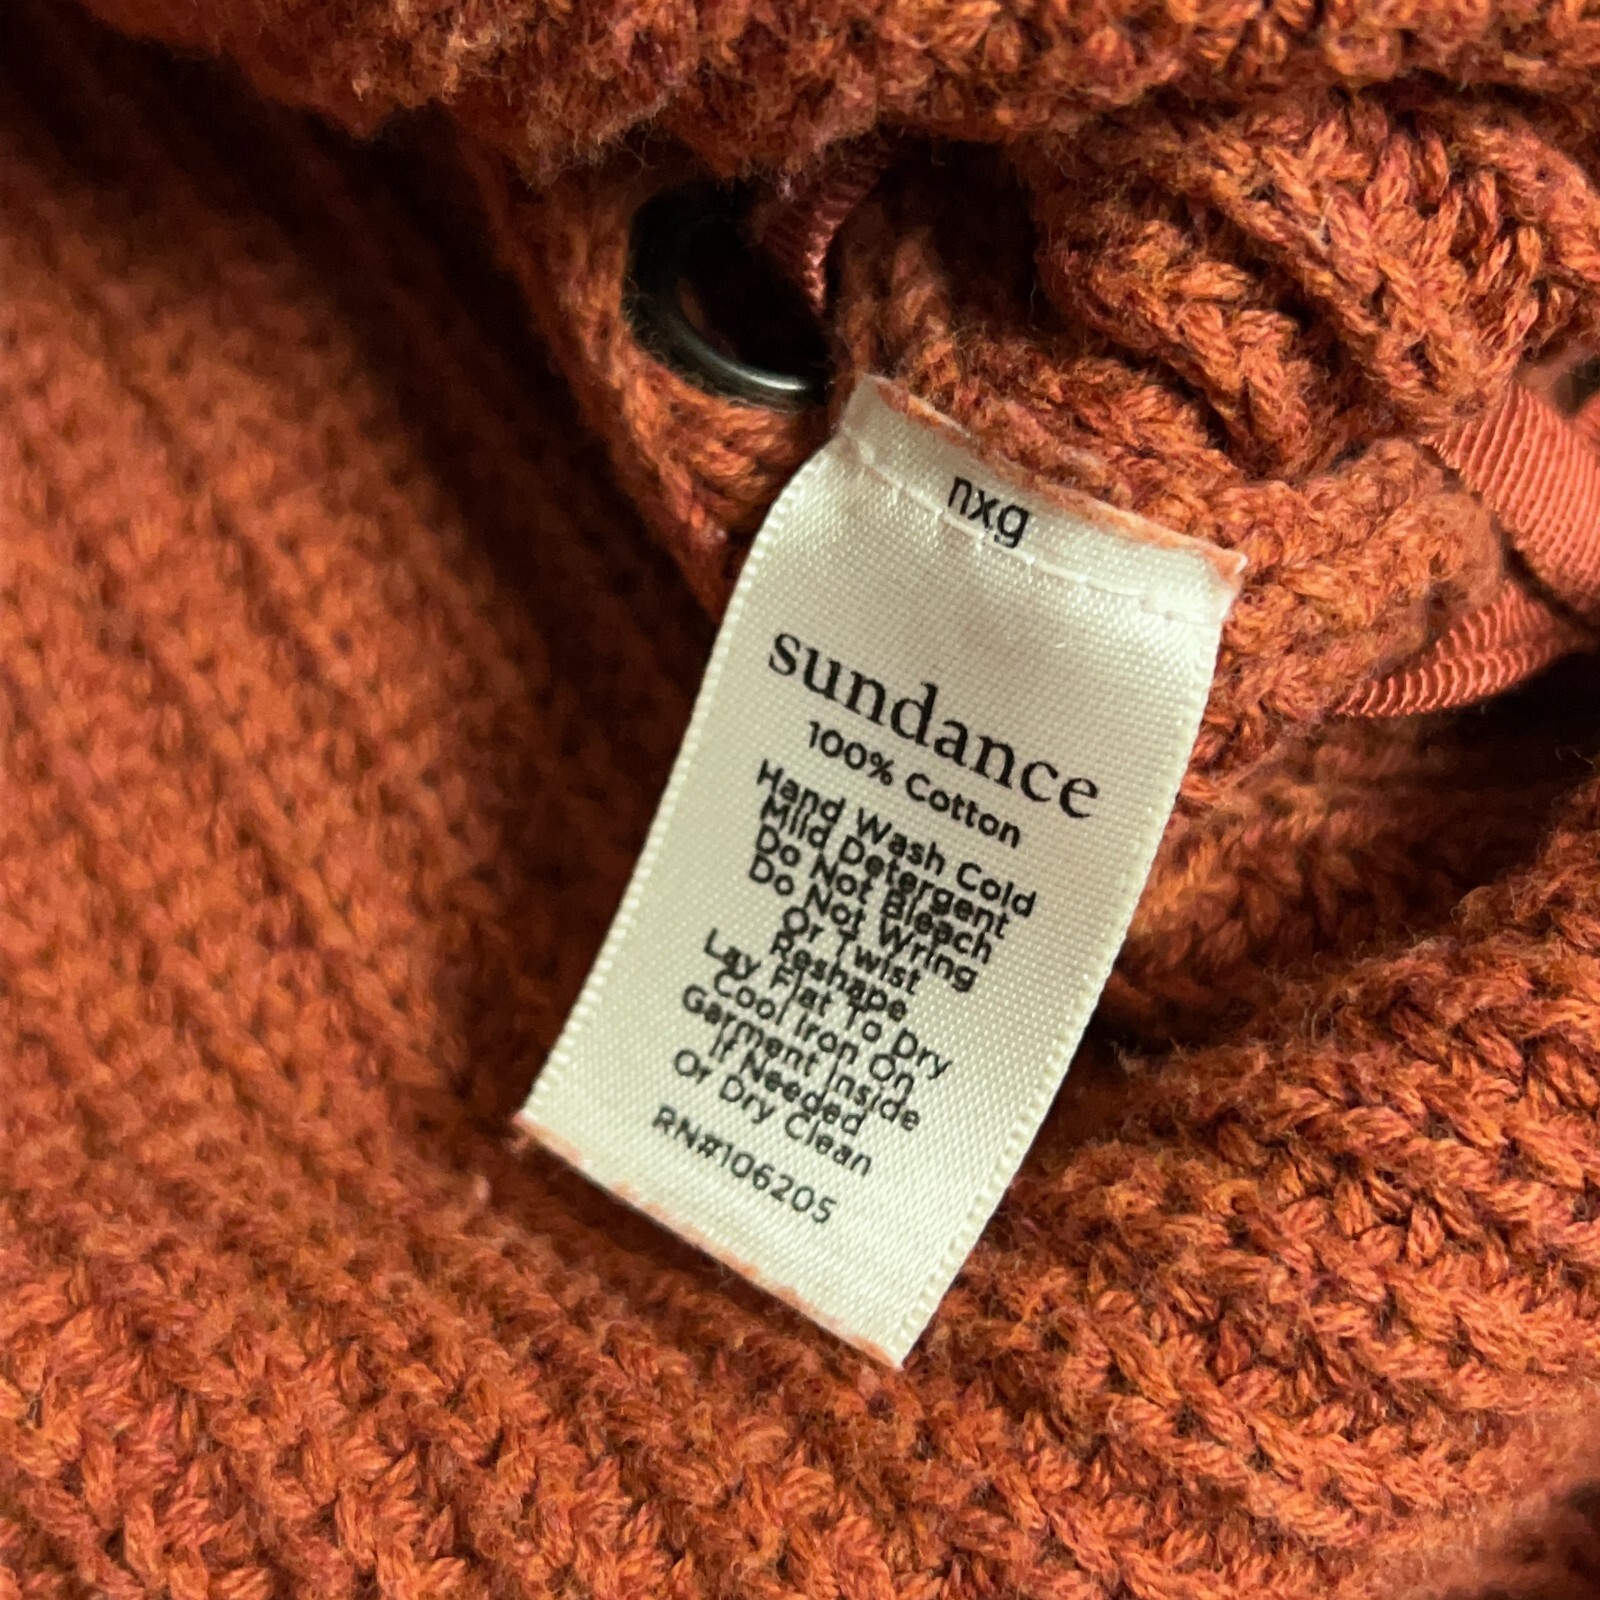 nxg
sundance
100% Cotton
Hand Wash Cold
Mild Detergent
Do Not Bleach
Do Not Wring
Or Twist
Reshape
Lay Flat To Dry
Cool Iron On
Garment Inside
If Needed
Or Dry Clean
RN#106205